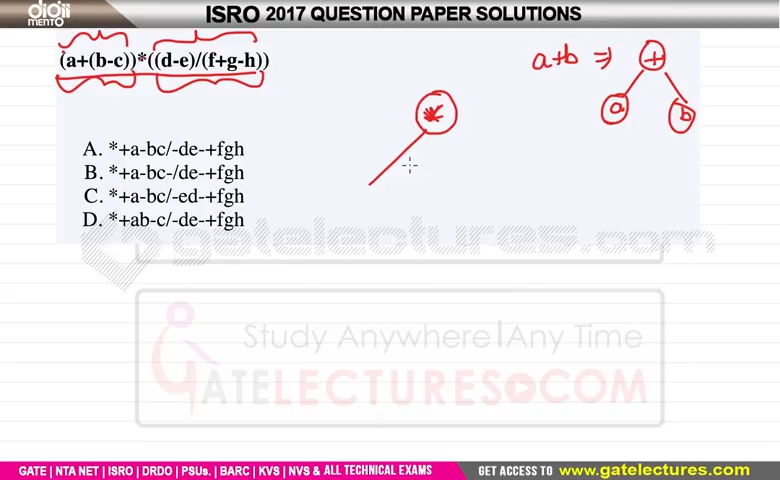 didii
MENTO
ISRO 2017 QUESTION PAPER SOLUTIONS
(a+(b-c))*((d-e)/(f+g-h))
a+b ⇒ +
a b
*
A. *+a-bc/-de-+fgh
B. *+a-bc-/de-+fgh
C. *+a-bc/-ed-+fgh
D. *+ab-c/-de-+fgh
gatelectures.com
Study Anywhere|Any Time
GATELECTURES.COM
GATE | NTA NET | ISRO | DRDO | PSUs. | BARC | KVS | NVS & ALL TECHNICAL EXAMS GET ACCESS TO www.gatelectures.com